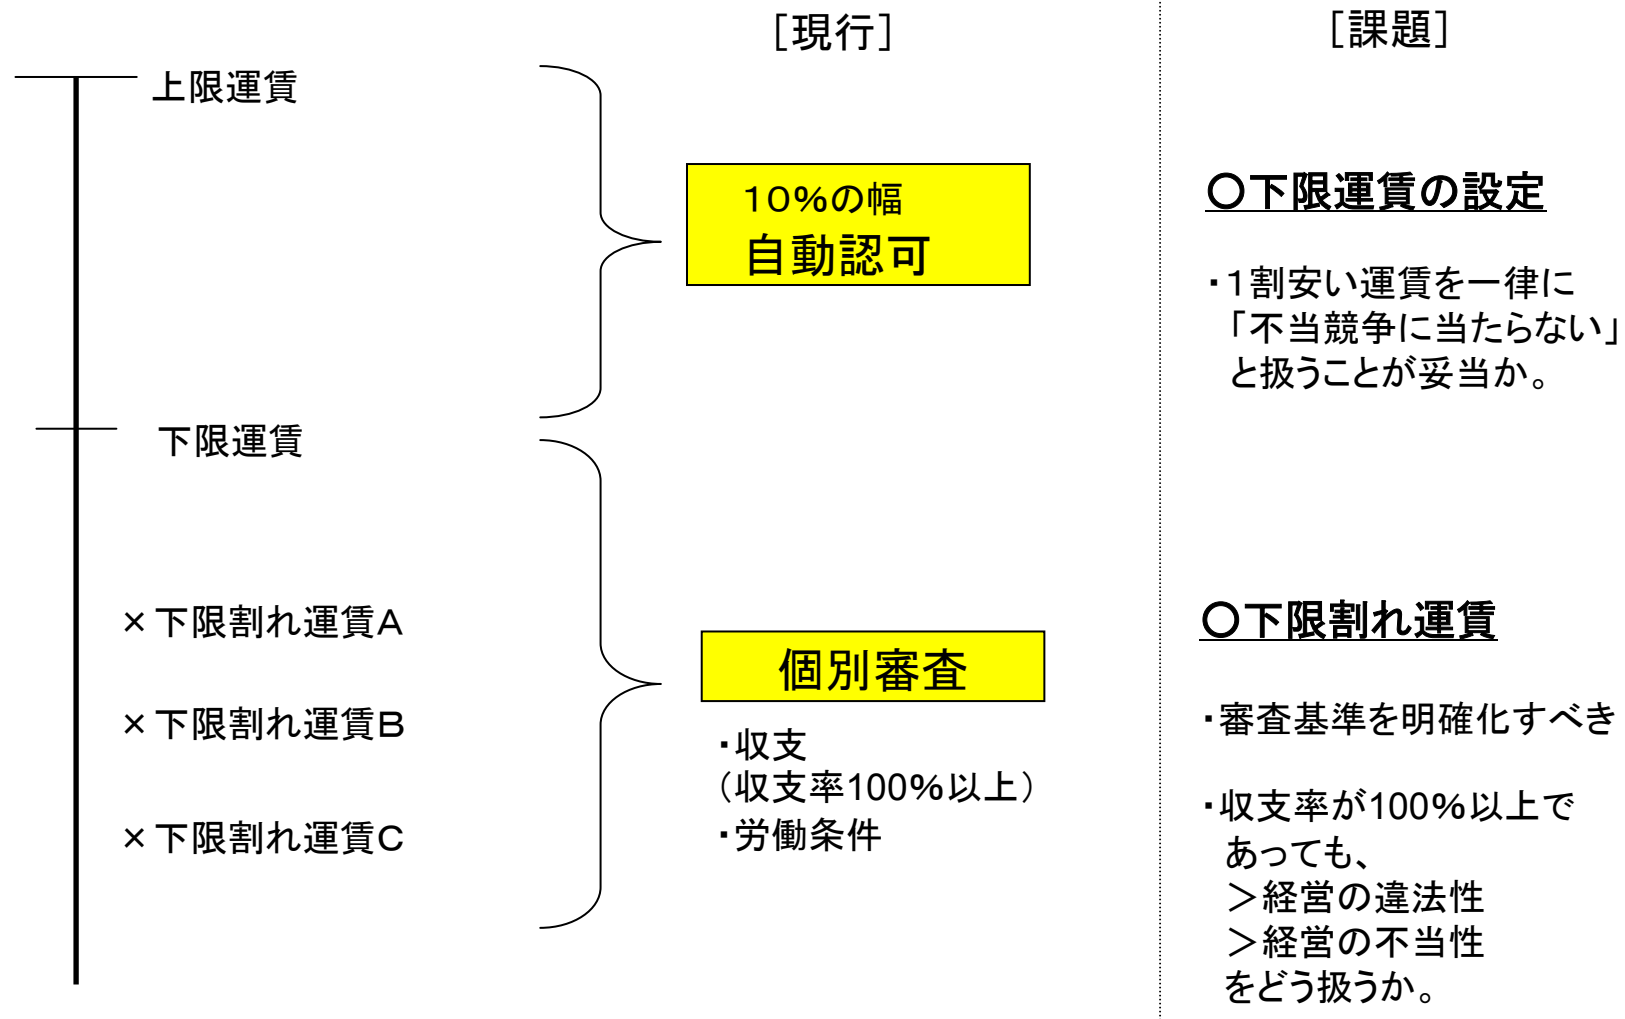 ［現行］
［課題］
上限運賃
１０％の幅
自動認可
○下限運賃の設定
・１割安い運賃を一律に
「不当競争に当たらない」
と扱うことが妥当か。
下限運賃
×下限割れ運賃Ａ
×下限割れ運賃Ｂ
×下限割れ運賃Ｃ
個別審査
・収支
（収支率100％以上）
・労働条件
○下限割れ運賃
・審査基準を明確化すべき
・収支率が100％以上で
あっても、
＞経営の違法性
＞経営の不当性
をどう扱うか。